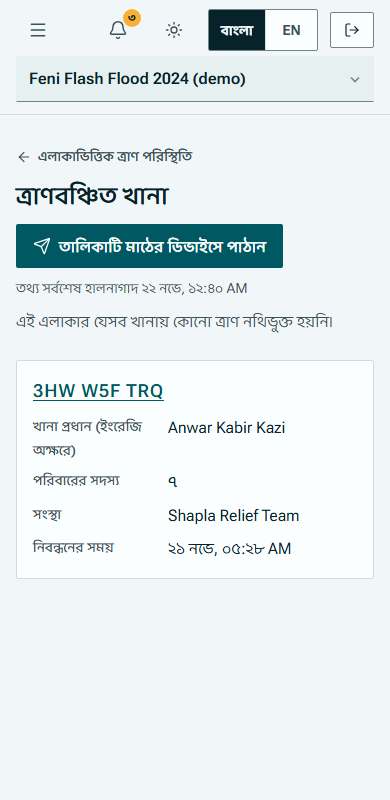 ৩
বাংলা
EN
Feni Flash Flood 2024 (demo)
এলাকাভিত্তিক ত্রাণ পরিস্থিতি
ত্রাণবঞ্চিত খানা
তালিকাটি মাঠের ডিভাইসে পাঠান
তথ্য সর্বশেষ হালনাগাদ ২২ নভে, ১২:৪০ AM
এই এলাকার যেসব খানায় কোনো ত্রাণ নথিভুক্ত হয়নি।
3HW W5F TRQ
খানা প্রধান (ইংরেজি অক্ষরে)
Anwar Kabir Kazi
পরিবারের সদস্য
৭
সংস্থা
Shapla Relief Team
নিবন্ধনের সময়
২১ নভে, ০৫:২৮ AM